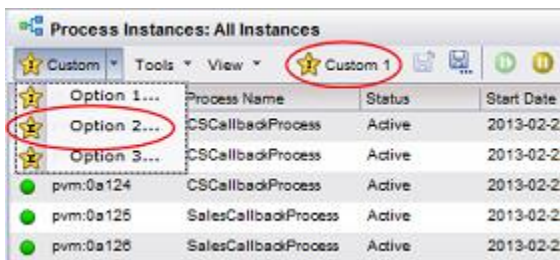 Process Instances: All Instances
Custom Tools View Custom 1
Option 1... Process Name Status Start Date
Option 2... CSCallbackProcess Active 2013-02-2
Option 3... CSCallbackProcess Active 2013-02-2
pvm:0a124 CSCallbackProcess Active 2013-02-2
pvm:0a125 SalesCallbackProcess Active 2013-02-2
pvm:0a126 SalesCallbackProcess Active 2013-02-2